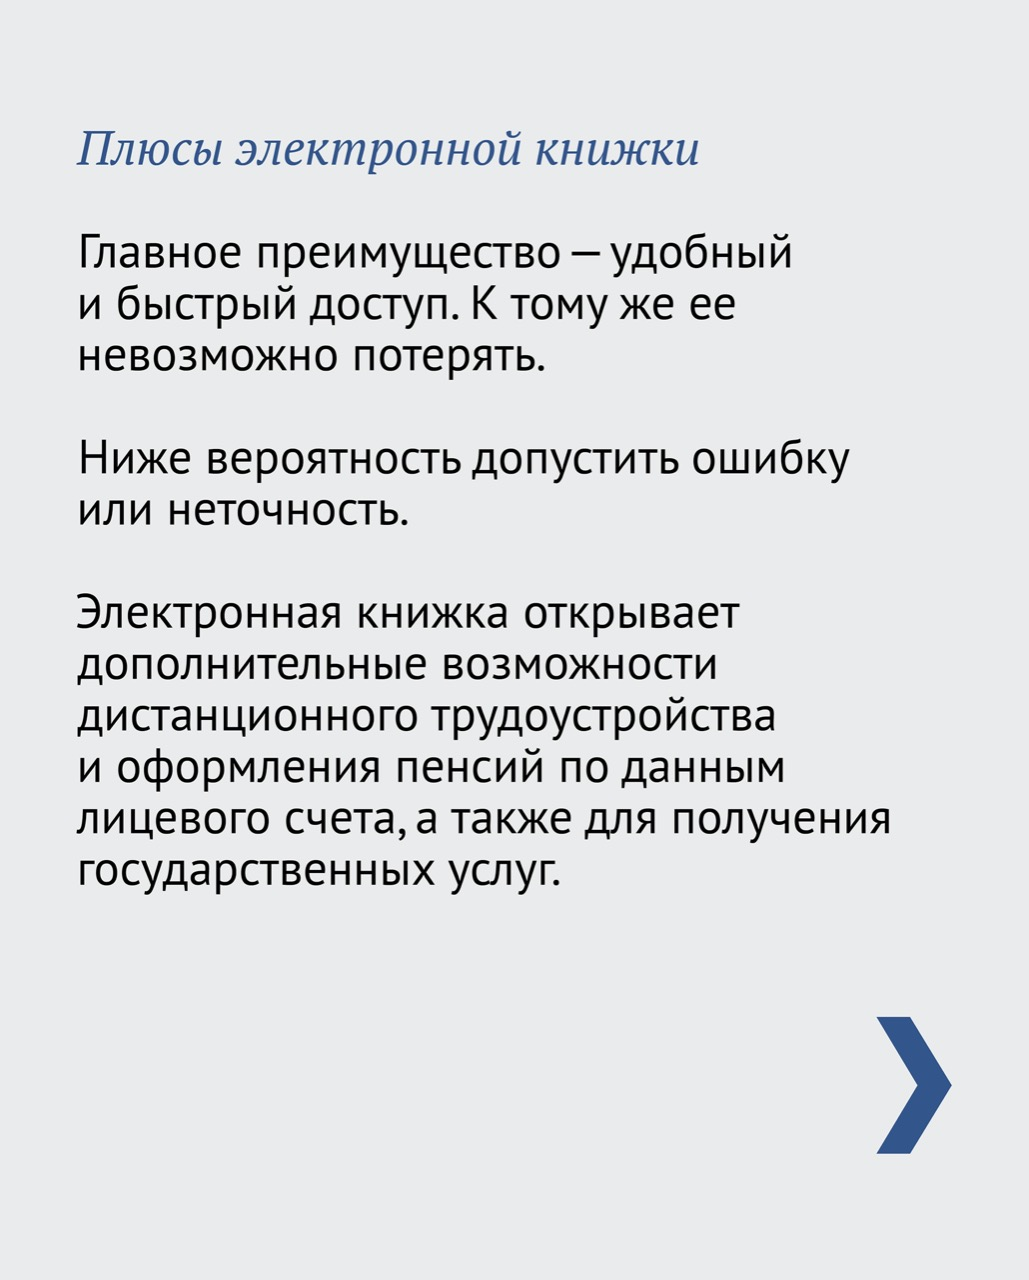 Плюсы электронной книжки
Главное преимущество – удобный
и быстрый доступ. К тому же ее
невозможно потерять.
Ниже вероятность допустить ошибку
или неточность.
Электронная книжка открывает
дополнительные возможности
дистанционного трудоустройства
и оформления пенсий по данным
лицевого счета, а также для получения
государственных услуг.